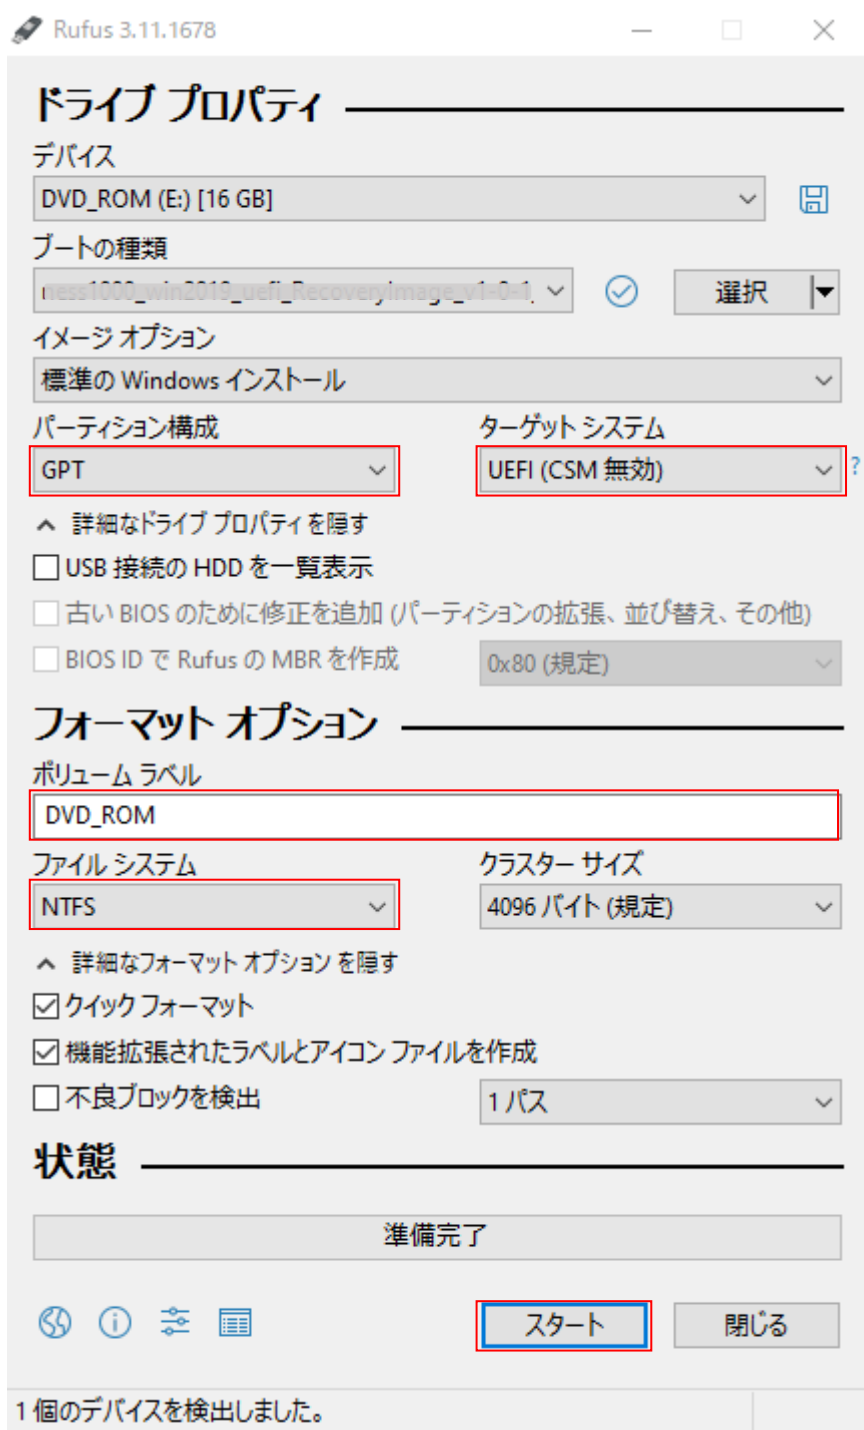 Rufus 3.11.1678
ドライブ プロパティ
デバイス
DVD_ROM (E:) [16 GB]
ブートの種類
ness1000_win2019_uefi_RecoveryImage_v1-0-1_
選択
イメージ オプション
標準の Windows インストール
パーティション構成
ターゲット システム
GPT
UEFI (CSM 無効)
?
詳細なドライブ プロパティを隠す
USB 接続の HDD を一覧表示
古い BIOS のために修正を追加 (パーティションの拡張、並び替え、その他)
BIOS ID で Rufus の MBR を作成
0x80 (規定)
フォーマット オプション
ボリューム ラベル
DVD_ROM
ファイル システム
クラスター サイズ
NTFS
4096 バイト (規定)
詳細なフォーマット オプション を隠す
クイック フォーマット
機能拡張されたラベルとアイコン ファイルを作成
不良ブロックを検出
1 パス
状態
準備完了
スタート
閉じる
1 個のデバイスを検出しました。